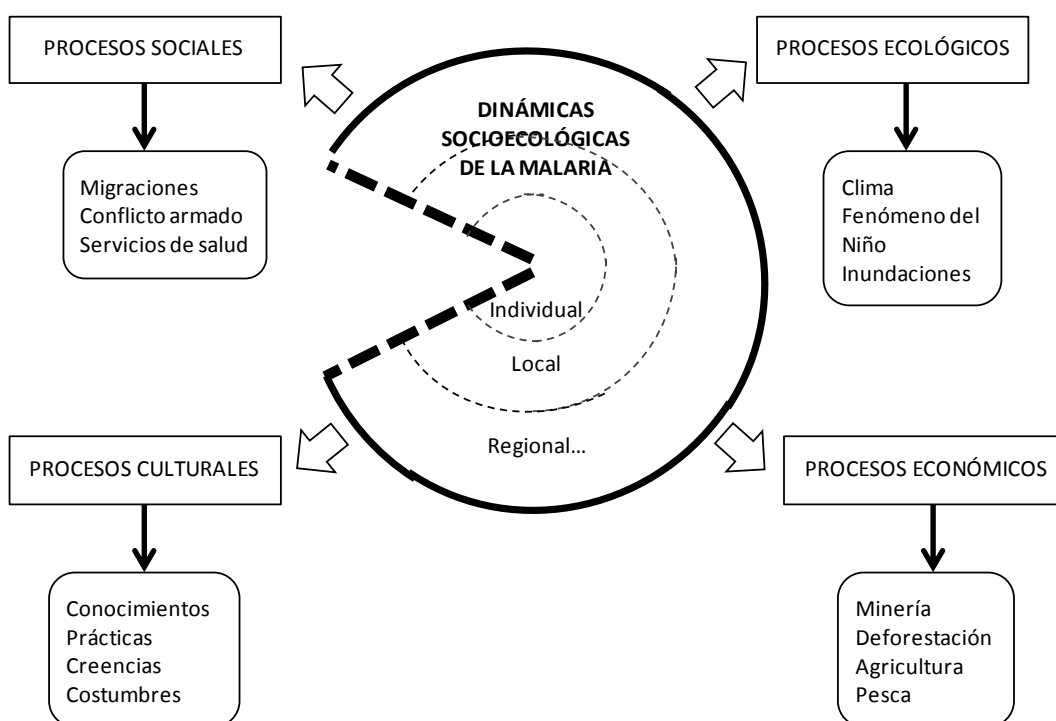 PROCESOS SOCIALES
PROCESOS ECOLÓGICOS
DINÁMICAS
SOCIOECOLÓGICAS
DE LA MALARIA
Migraciones
Conflicto armado
Servicios de salud
Clima
Fenómeno del
Niño
Inundaciones
Individual
Local
Regional...
PROCESOS CULTURALES
PROCESOS ECONÓMICOS
Conocimientos
Prácticas
Creencias
Costumbres
Minería
Deforestación
Agricultura
Pesca